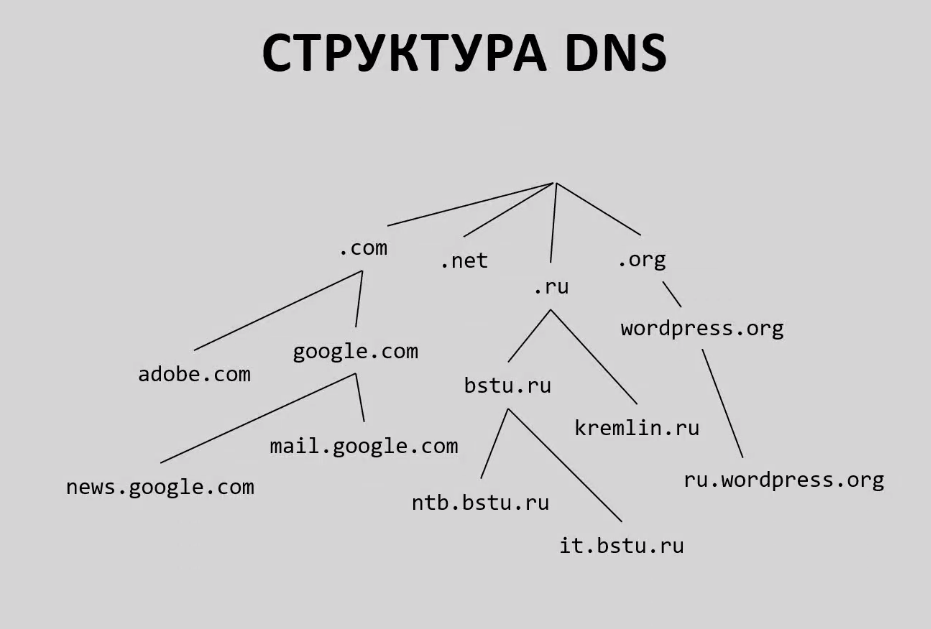 СТРУКТУРА DNS
.com
.net
.org
.ru
wordpress.org
google.com
adobe.com
bstu.ru
kremlin.ru
mail.google.com
ru.wordpress.org
news.google.com
ntb.bstu.ru
it.bstu.ru